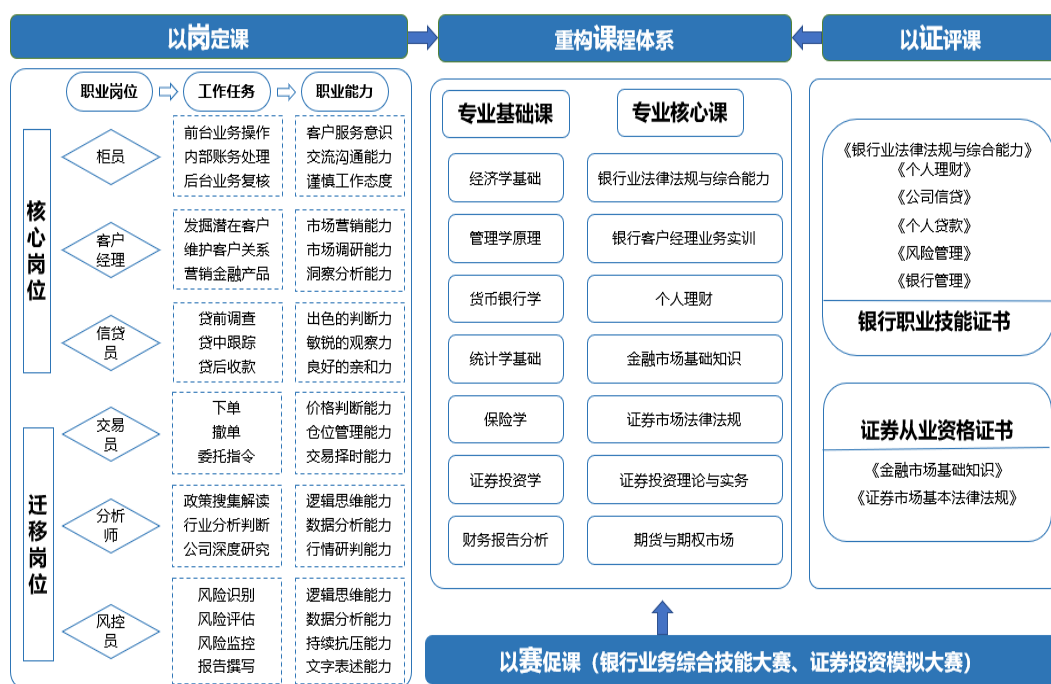 以岗定课
重构课程体系
以证评课
职业岗位
工作任务
职业能力
核心岗位
柜员
前台业务操作
内部账务处理
后台业务复核
客户服务意识
交流沟通能力
谨慎工作态度
客户
经理
发掘潜在客户
维护客户关系
营销金融产品
市场营销能力
市场调研能力
洞察分析能力
信贷
员
贷前调查
贷中跟踪
贷后收款
出色的判断力
敏锐的观察力
良好的亲和力
迁移岗位
交易
员
下单
撤单
委托指令
价格判断能力
仓位管理能力
交易择时能力
分析
师
政策搜集解读
行业分析判断
公司深度研究
逻辑思维能力
数据分析能力
行情研判能力
风控
员
风险识别
风险评估
风险监控
报告撰写
逻辑思维能力
数据分析能力
持续抗压能力
文字表述能力
专业基础课
专业核心课
经济学基础
银行业法律法规与综合能力
管理学原理
银行客户经理业务实训
货币银行学
个人理财
统计学基础
金融市场基础知识
保险学
证券市场法律法规
证券投资学
证券投资理论与实务
财务报告分析
期货与期权市场
《银行业法律法规与综合能力》
《个人理财》
《公司信贷》
《个人贷款》
《风险管理》
《银行管理》
银行职业技能证书
证券从业资格证书
《金融市场基础知识》
《证券市场基本法律法规》
以赛促课（银行业务综合技能大赛、证券投资模拟大赛）